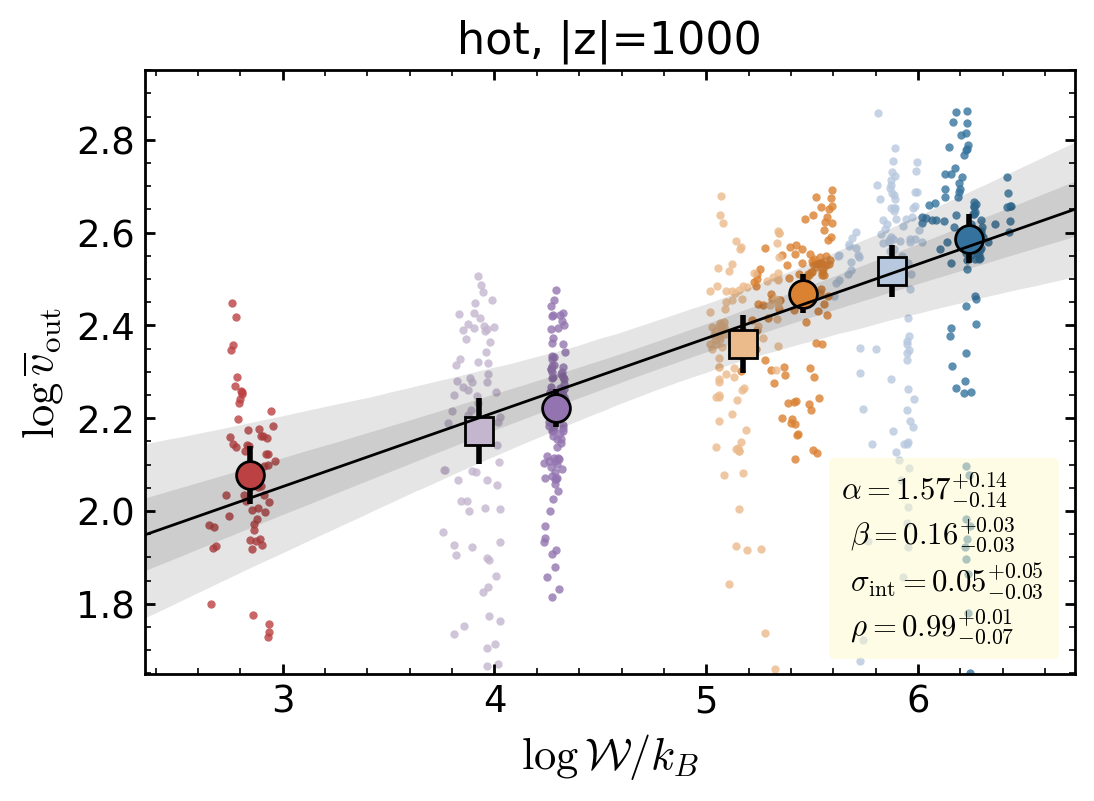 hot, |z|=1000
log v̅_out
2.8
2.6
2.4
2.2
2.0
1.8
α = 1.57^{+0.14}_{-0.14}
β = 0.16^{+0.03}_{-0.03}
σ_int = 0.05^{+0.05}_{-0.03}
ρ = 0.99^{+0.01}_{-0.07}
3 4 5 6
log 𝒲/k_B